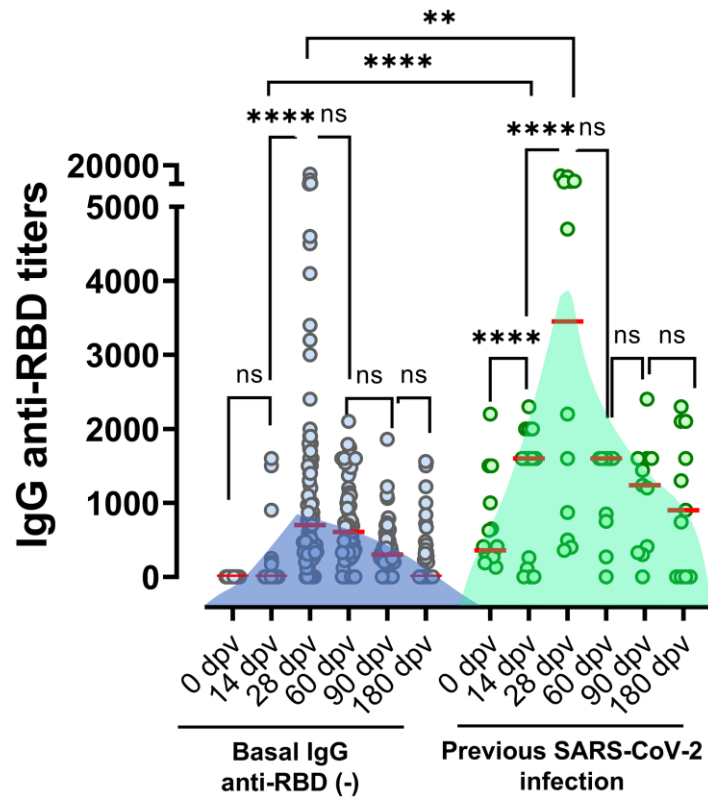 **
****
**** ns
**** ns
20000
5000
4000
3000
2000
1000
0
IgG anti-RBD titers
ns
ns
ns
****
ns
ns
0 dpv
14 dpv
28 dpv
60 dpv
90 dpv
180 dpv
0 dpv
14 dpv
28 dpv
60 dpv
90 dpv
180 dpv
Basal IgG
anti-RBD (-)
Previous SARS-CoV-2
infection